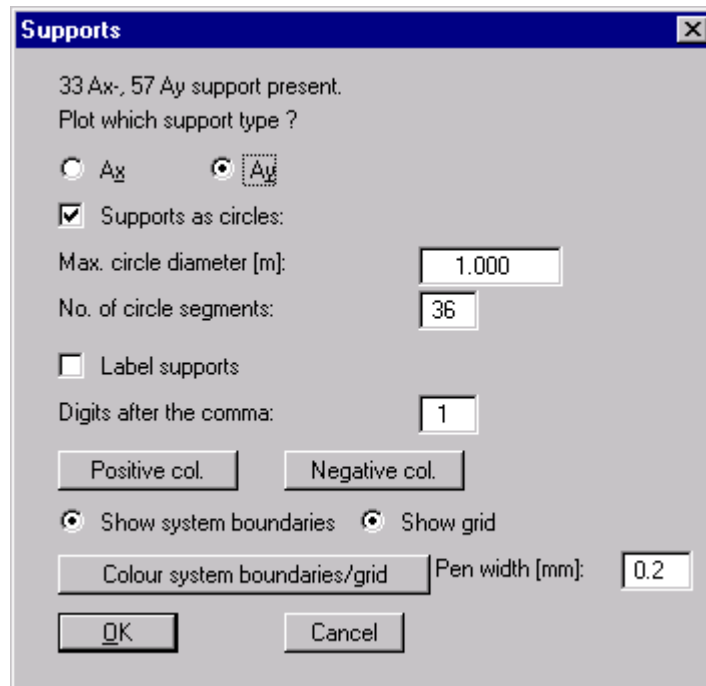 Supports
33 Ax-, 57 Ay support present.
Plot which support type ?
Ax Ay
Supports as circles:
Max. circle diameter [m]: 1.000
No. of circle segments: 36
Label supports
Digits after the comma: 1
Positive col. Negative col.
Show system boundaries Show grid
Colour system boundaries/grid Pen width [mm]: 0.2
OK Cancel